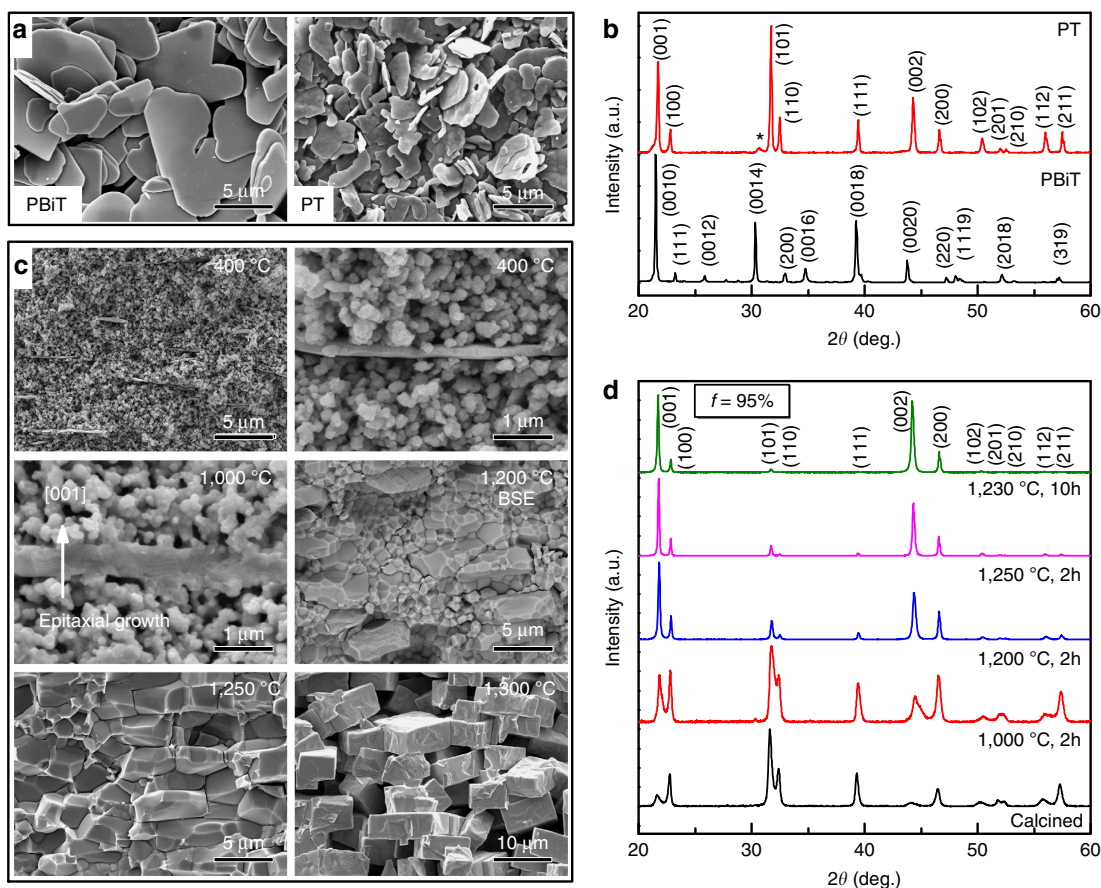 a
PBiT
5 μm
PT
5 μm
b
Intensity (a.u.)
PT
(001)
(100)
*
(101)
(110)
(111)
(002)
(200)
(102)
(201)
(210)
(112)
(211)
PBiT
(0010)
(111)
(0012)
(0014)
(200)
(0016)
(0018)
(0020)
(220)
(1119)
(2018)
(319)
20 30 40 50 60
2θ (deg.)
c
400 °C
5 μm
400 °C
1 μm
1,000 °C
[001]
Epitaxial growth
1 μm
1,200 °C
BSE
5 μm
1,250 °C
5 μm
1,300 °C
10 μm
d
Intensity (a.u.)
f = 95%
(001)
(100)
(101)
(110)
(111)
(002)
(200)
(102)
(201)
(210)
(112)
(211)
1,230 °C, 10h
1,250 °C, 2h
1,200 °C, 2h
1,000 °C, 2h
Calcined
20 30 40 50 60
2θ (deg.)